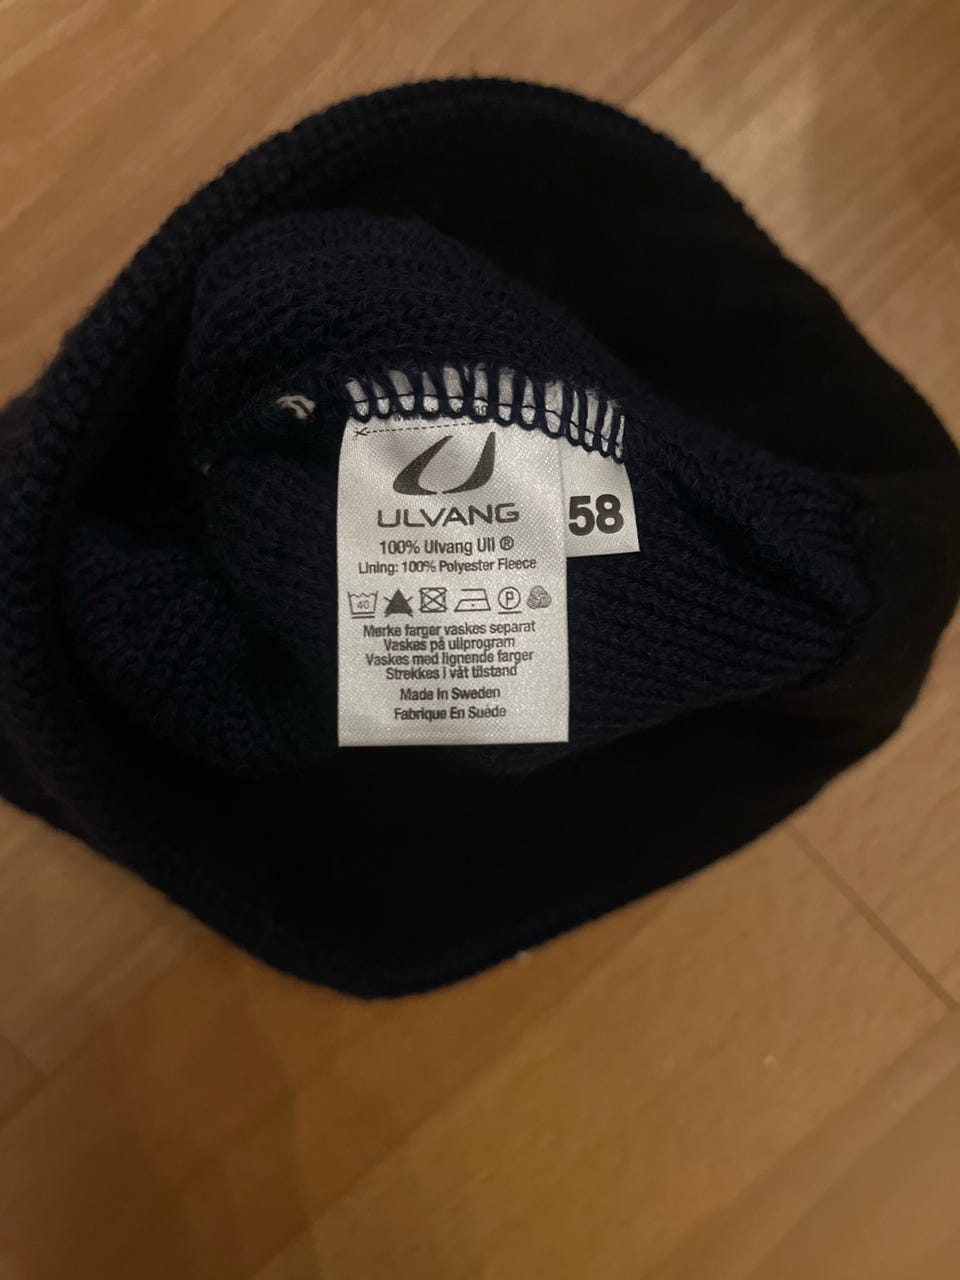 ULVANG
58
100% Ulvang Ull ®
Lining: 100% Polyester Fleece
40
P
Mørke farger vaskes separat
Vaskes på ullprogram
Vaskes med lignende farger
Strekkes i våt tilstand
Made In Sweden
Fabrique En Suède